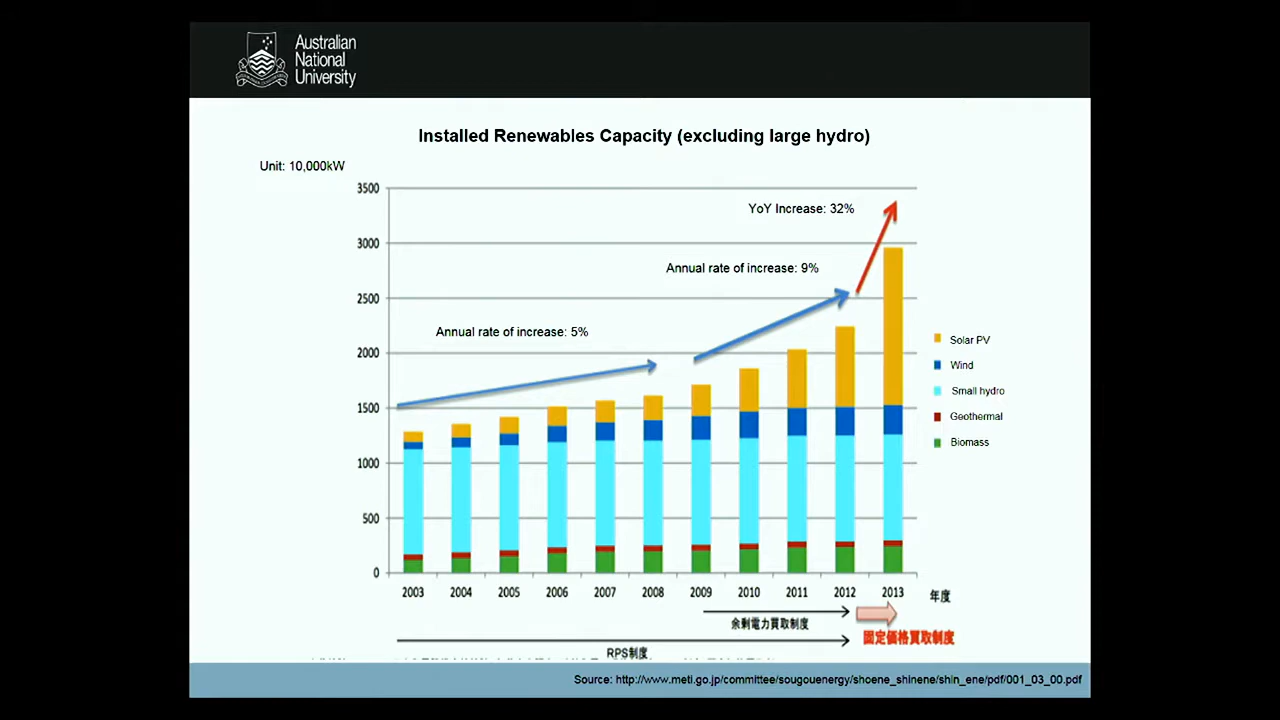 Australian
National
University
Installed Renewables Capacity (excluding large hydro)
Unit: 10,000kW
3500
3000
2500
2000
1500
1000
500
0
YoY Increase: 32%
Annual rate of increase: 9%
Annual rate of increase: 5%
Solar PV
Wind
Small hydro
Geothermal
Biomass
2003 2004 2005 2006 2007 2008 2009 2010 2011 2012 2013 年度
余剰電力買取制度
固定価格買取制度
RPS制度
Source: http://www.meti.go.jp/committee/sougouenergy/shoene_shinene/shin_ene/pdf/001_03_00.pdf